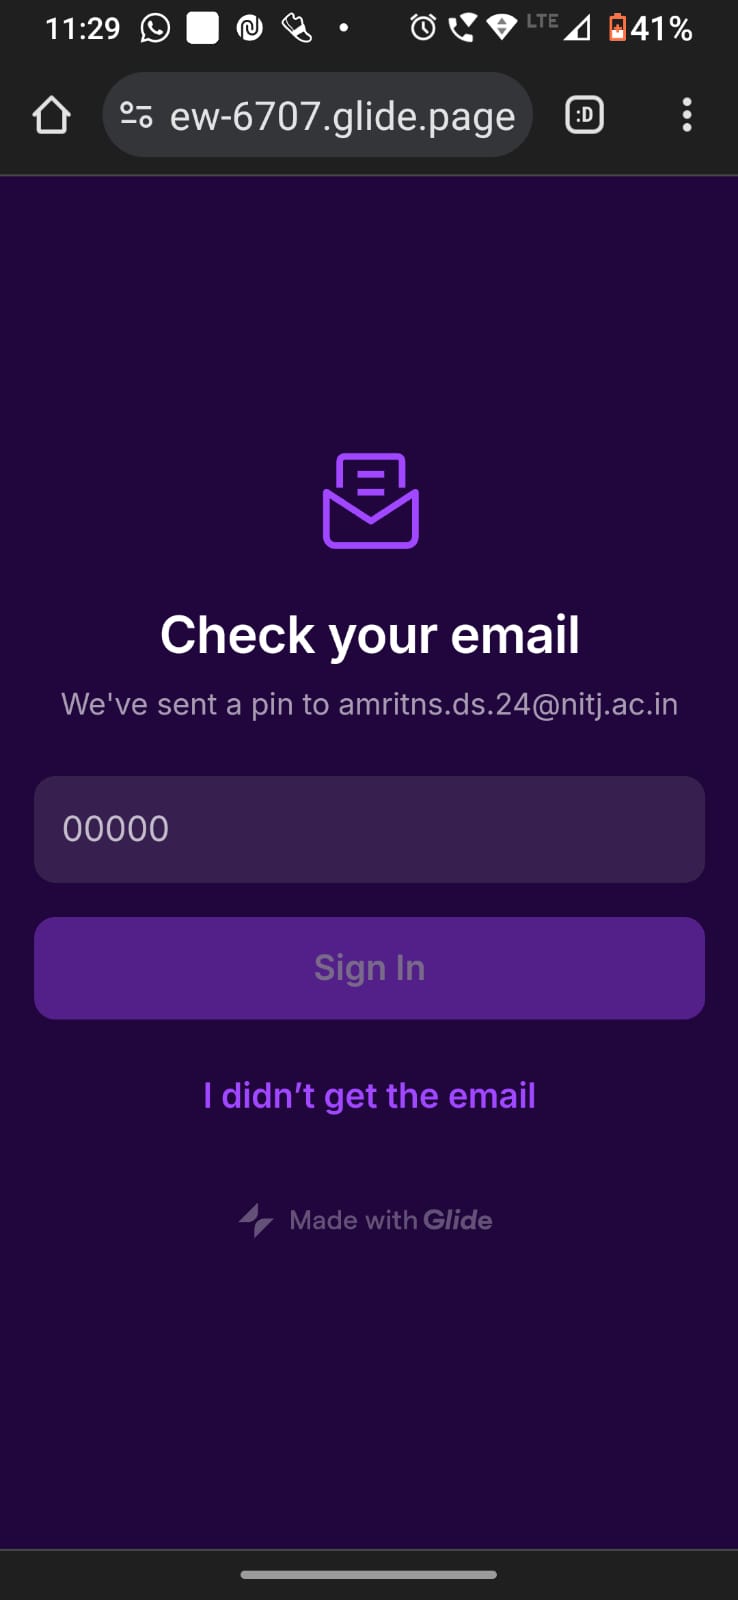 11:29 LTE 41%
ew-6707.glide.page :D
Check your email
We've sent a pin to amritns.ds.24@nitj.ac.in
00000
Sign In
I didn’t get the email
Made with Glide